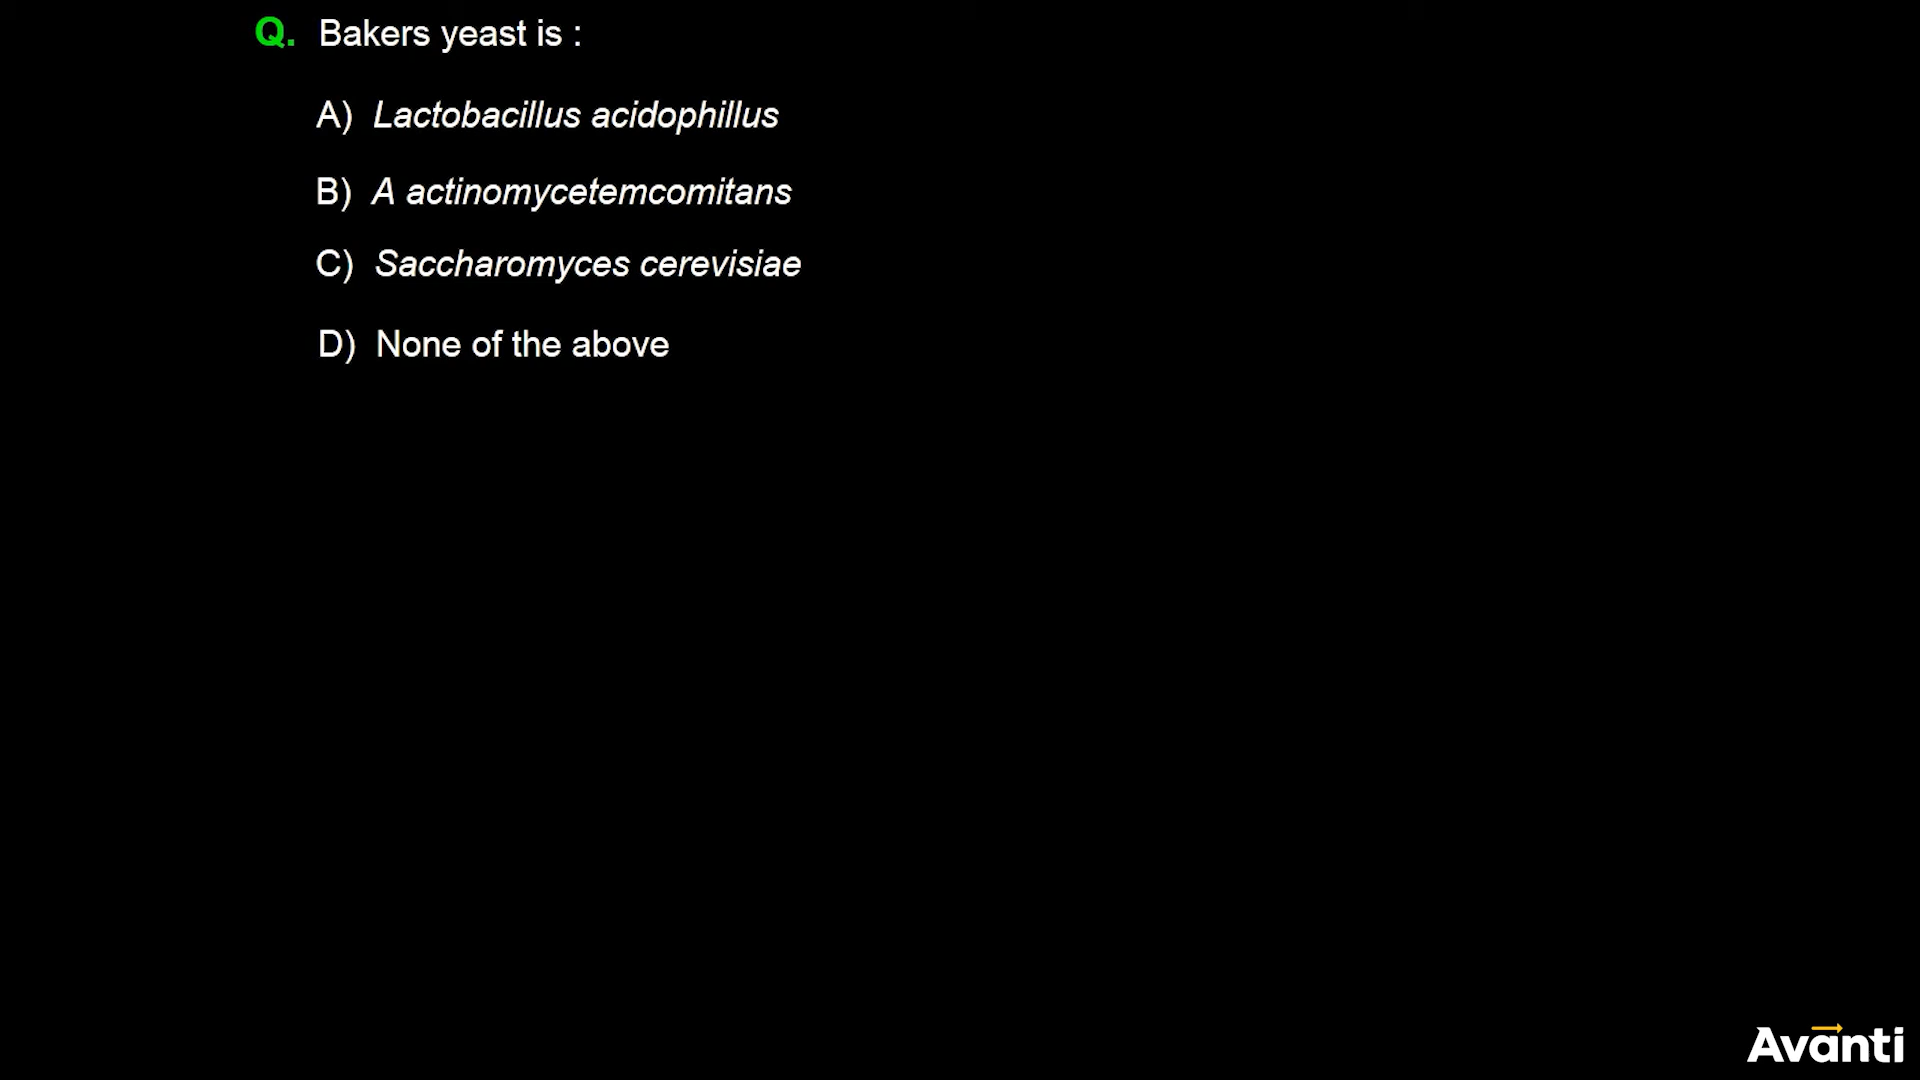 Q. Bakers yeast is :
A) Lactobacillus acidophillus
B) A actinomycetemcomitans
C) Saccharomyces cerevisiae
D) None of the above
Avanti